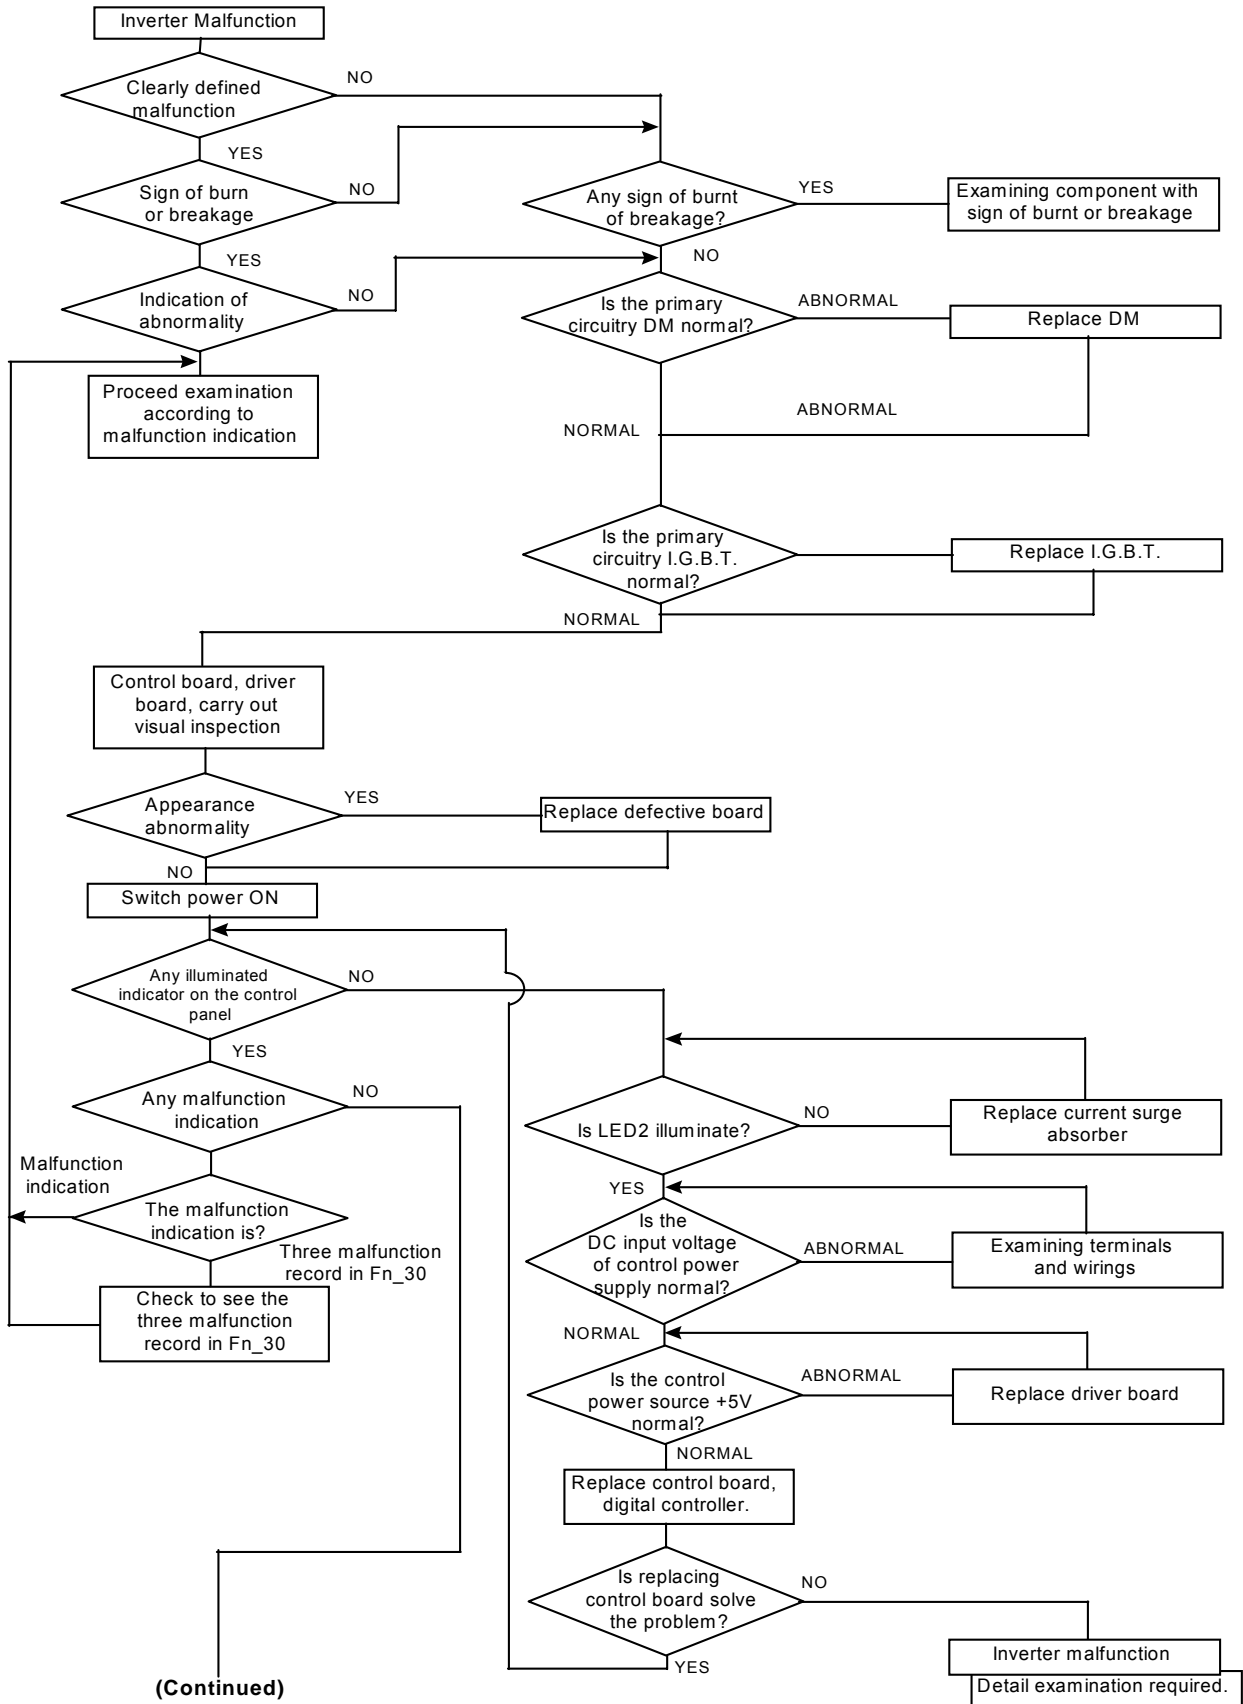 Inverter Malfunction
Clearly defined
malfunction
NO
YES
Sign of burn
or breakage
NO
YES
Indication of
abnormality
NO
Proceed examination
according to
malfunction indication
Any sign of burnt
of breakage?
YES
Examining component with
sign of burnt or breakage
NO
Is the primary
circuitry DM normal?
ABNORMAL
Replace DM
ABNORMAL
NORMAL
Is the primary
circuitry I.G.B.T.
normal?
Replace I.G.B.T.
NORMAL
Control board, driver
board, carry out
visual inspection
Appearance
abnormality
YES
Replace defective board
NO
Switch power ON
Any illuminated
indicator on the control
panel
NO
YES
Any malfunction
indication
NO
Malfunction
indication
The malfunction
indication is?
Three malfunction
record in Fn_30
Check to see the
three malfunction
record in Fn_30
Is LED2 illuminate?
NO
Replace current surge
absorber
YES
Is the
DC input voltage
of control power
supply normal?
ABNORMAL
Examining terminals
and wirings
NORMAL
Is the control
power source +5V
normal?
ABNORMAL
Replace driver board
NORMAL
Replace control board,
digital controller.
Is replacing
control board solve
the problem?
NO
YES
Inverter malfunction
Detail examination required.
(Continued)